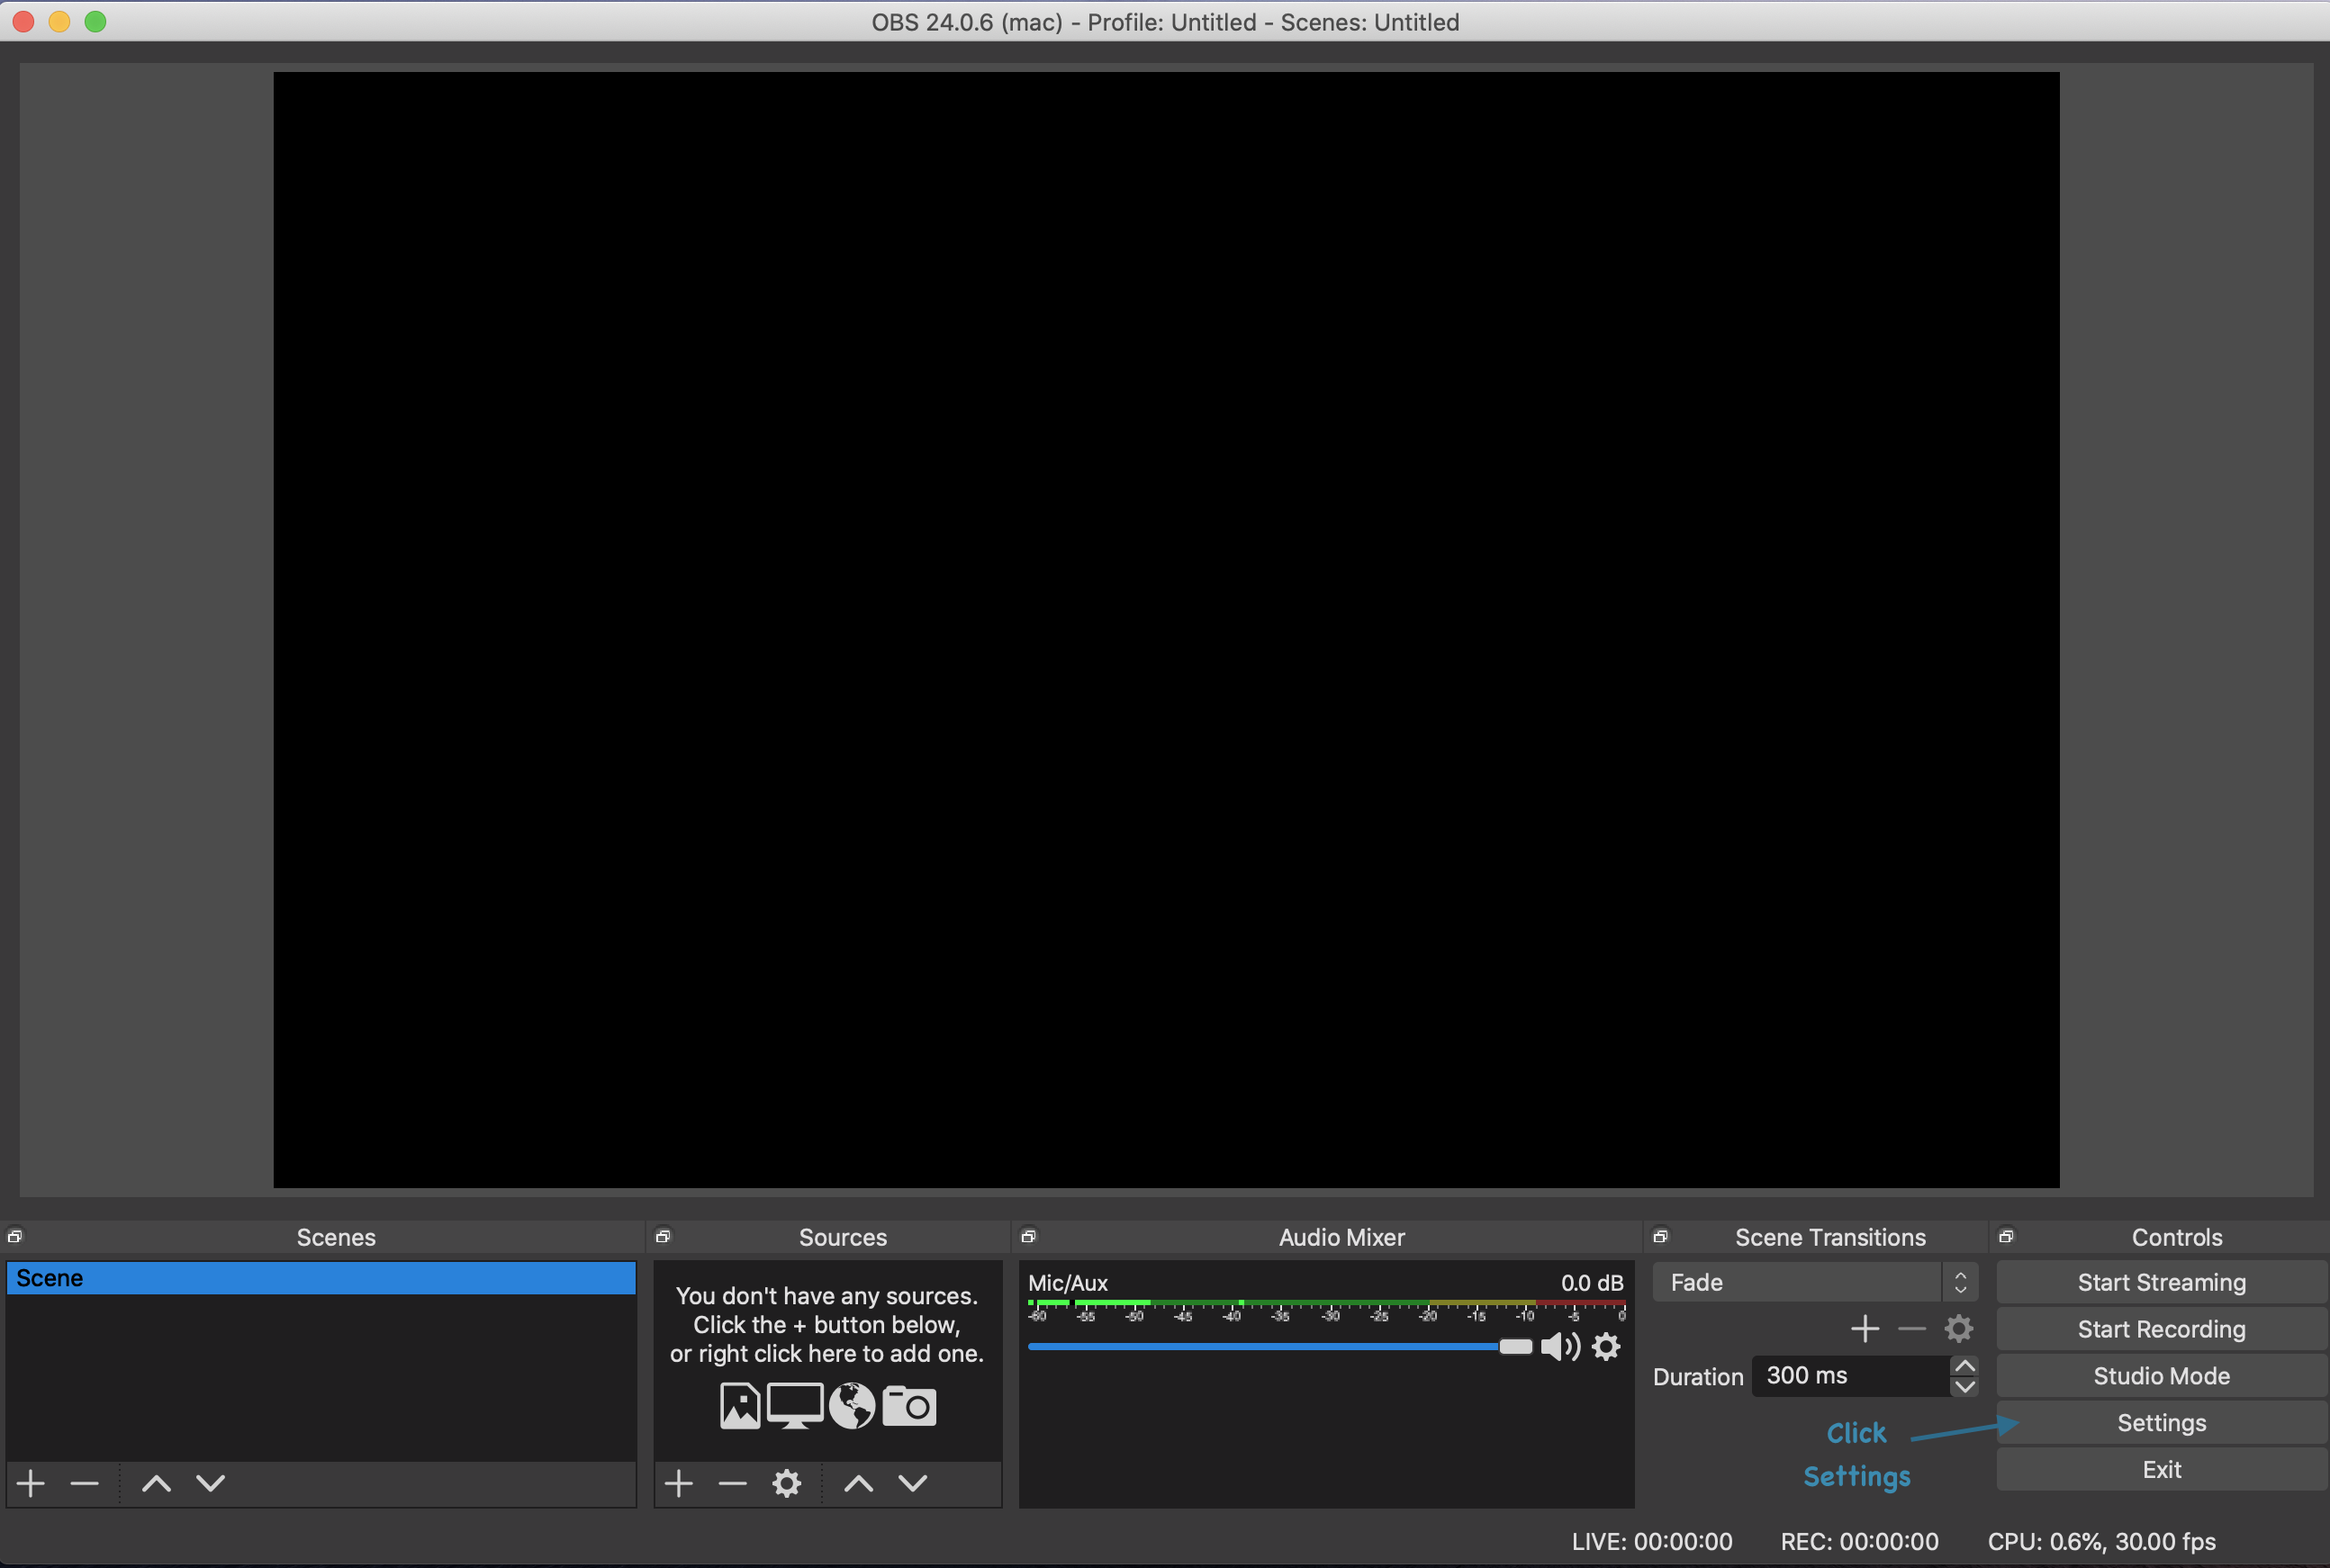 OBS 24.0.6 (mac) - Profile: Untitled - Scenes: Untitled
Scenes
Scene
Sources
You don't have any sources.
Click the + button below,
or right click here to add one.
Audio Mixer
Mic/Aux 0.0 dB
-60 -55 -50 -45 -40 -35 -30 -25 -20 -15 -10 -5 0
Scene Transitions
Fade
Duration 300 ms
Click
Settings
Controls
Start Streaming
Start Recording
Studio Mode
Settings
Exit
LIVE: 00:00:00 REC: 00:00:00 CPU: 0.6%, 30.00 fps